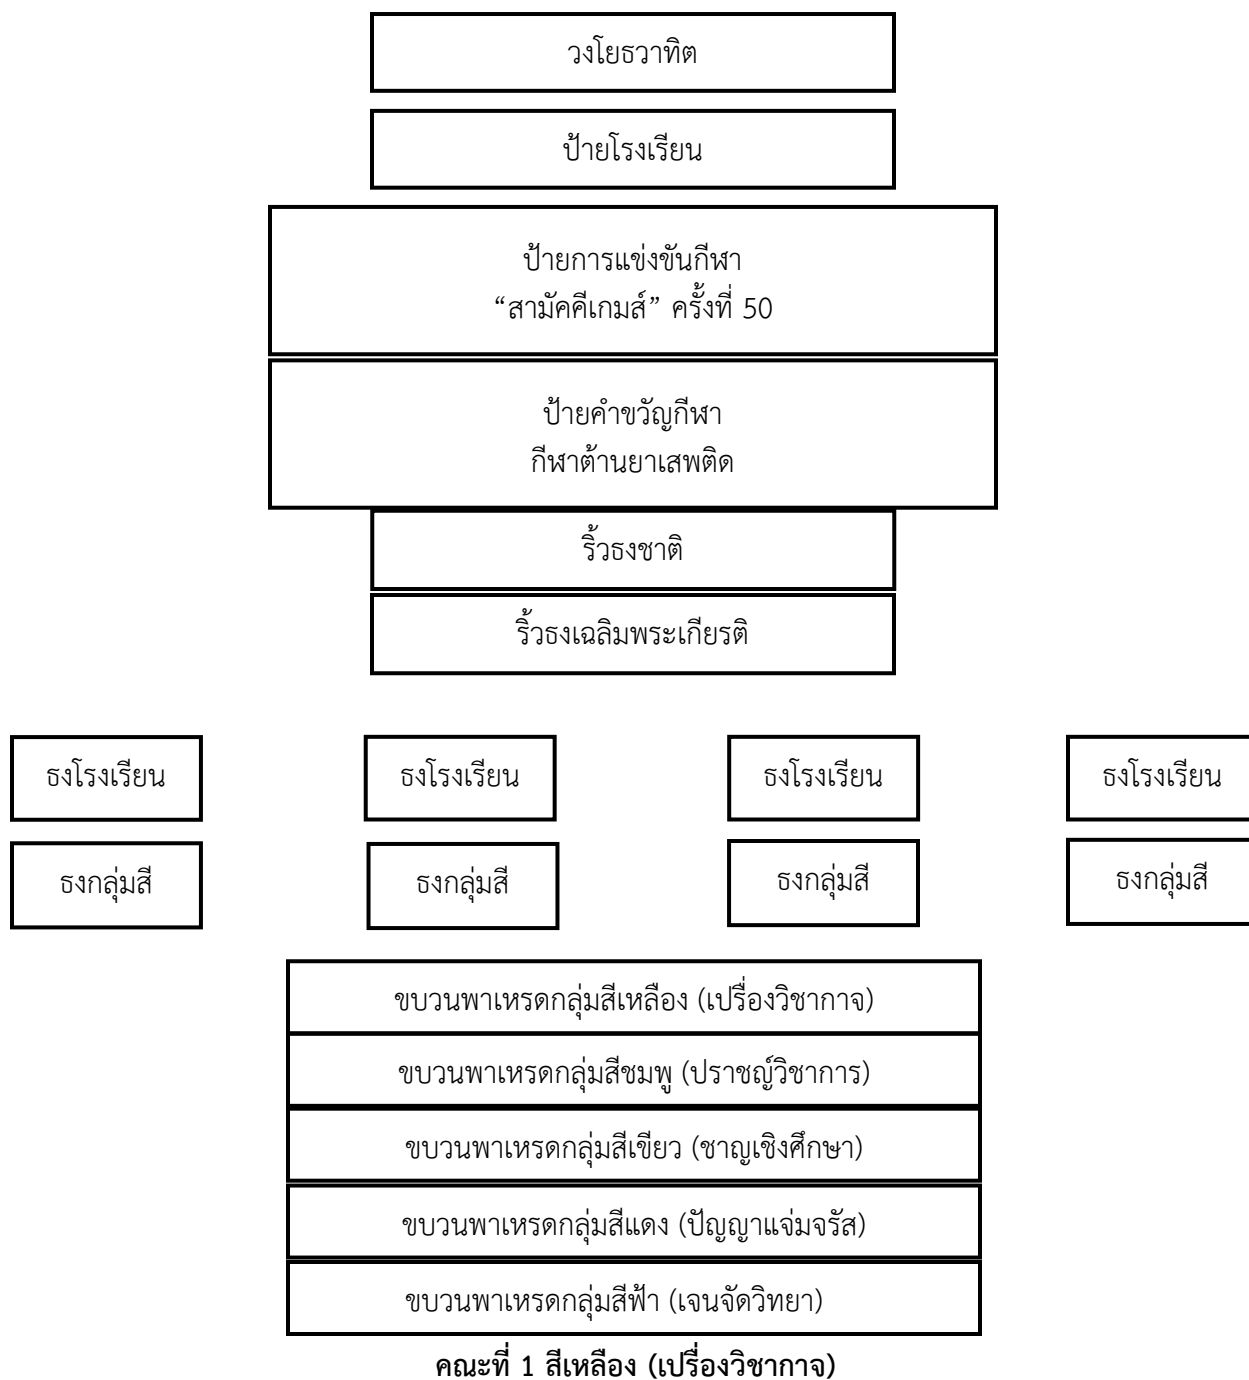 วงโยธวาทิต
ป้ายโรงเรียน
ป้ายการแข่งขันกีฬา
“สามัคคีเกมส์” ครั้งที่ 50
ป้ายคำขวัญกีฬา
กีฬาต้านยาเสพติด
ริ้วธงชาติ
ริ้วธงเฉลิมพระเกียรติ
ธงโรงเรียน ธงโรงเรียน ธงโรงเรียน ธงโรงเรียน
ธงกลุ่มสี ธงกลุ่มสี ธงกลุ่มสี ธงกลุ่มสี
ขบวนพาเหรดกลุ่มสีเหลือง (เปรื่องวิชากาจ)
ขบวนพาเหรดกลุ่มสีชมพู (ปราชญ์วิชาการ)
ขบวนพาเหรดกลุ่มสีเขียว (ชาญเชิงศึกษา)
ขบวนพาเหรดกลุ่มสีแดง (ปัญญาแจ่มจรัส)
ขบวนพาเหรดกลุ่มสีฟ้า (เจนจัดวิทยา)
คณะที่ 1 สีเหลือง (เปรื่องวิชากาจ)